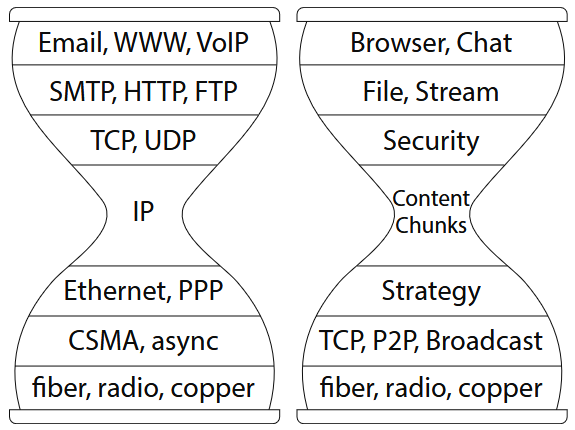 Email, WWW, VoIP
SMTP, HTTP, FTP
TCP, UDP
IP
Ethernet, PPP
CSMA, async
fiber, radio, copper
Browser, Chat
File, Stream
Security
Content
Chunks
Strategy
TCP, P2P, Broadcast
fiber, radio, copper